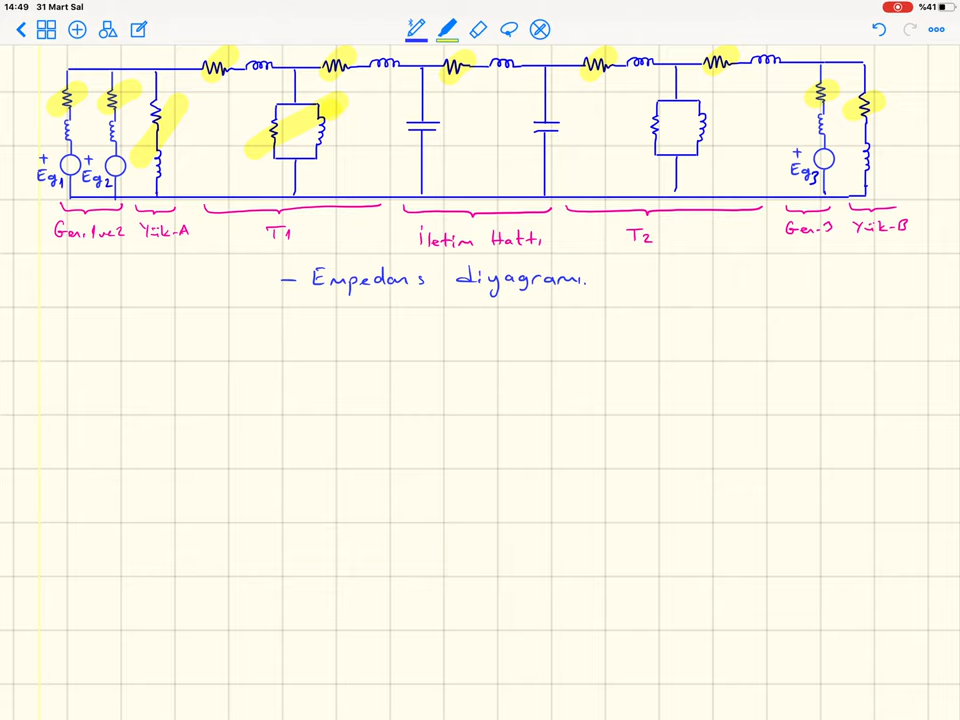 14:49 31 Mart Sal %41
+ Eg1 + Eg2 + Eg3
Gen.1ve2 Yük-A T1 İletim Hattı T2 Gen-3 Yük-B
- Empedans diyagramı.